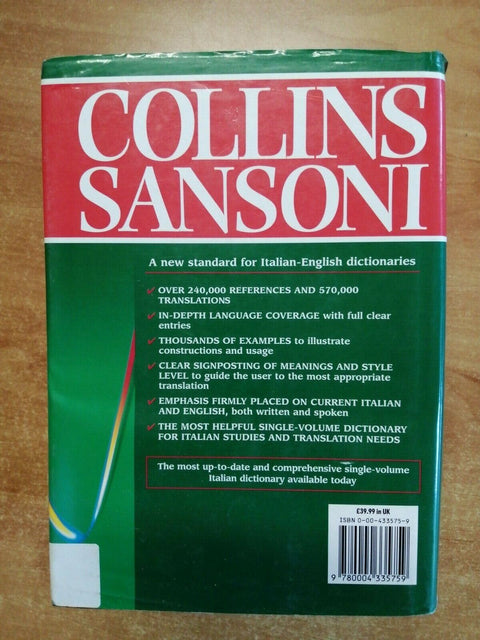 COLLINS
SANSONI
A new standard for Italian-English dictionaries
✓ OVER 240,000 REFERENCES AND 570,000
TRANSLATIONS
✓ IN-DEPTH LANGUAGE COVERAGE with full clear
entries
✓ THOUSANDS OF EXAMPLES to illustrate
constructions and usage
✓ CLEAR SIGNPOSTING OF MEANINGS AND STYLE
LEVEL to guide the user to the most appropriate
translation
✓ EMPHASIS FIRMLY PLACED ON CURRENT ITALIAN
AND ENGLISH, both written and spoken
✓ THE MOST HELPFUL SINGLE-VOLUME DICTIONARY
FOR ITALIAN STUDIES AND TRANSLATION NEEDS
The most up-to-date and comprehensive single-volume
Italian dictionary available today
£39.99 in UK
ISBN 0-00-433575-9
9 780004 335759